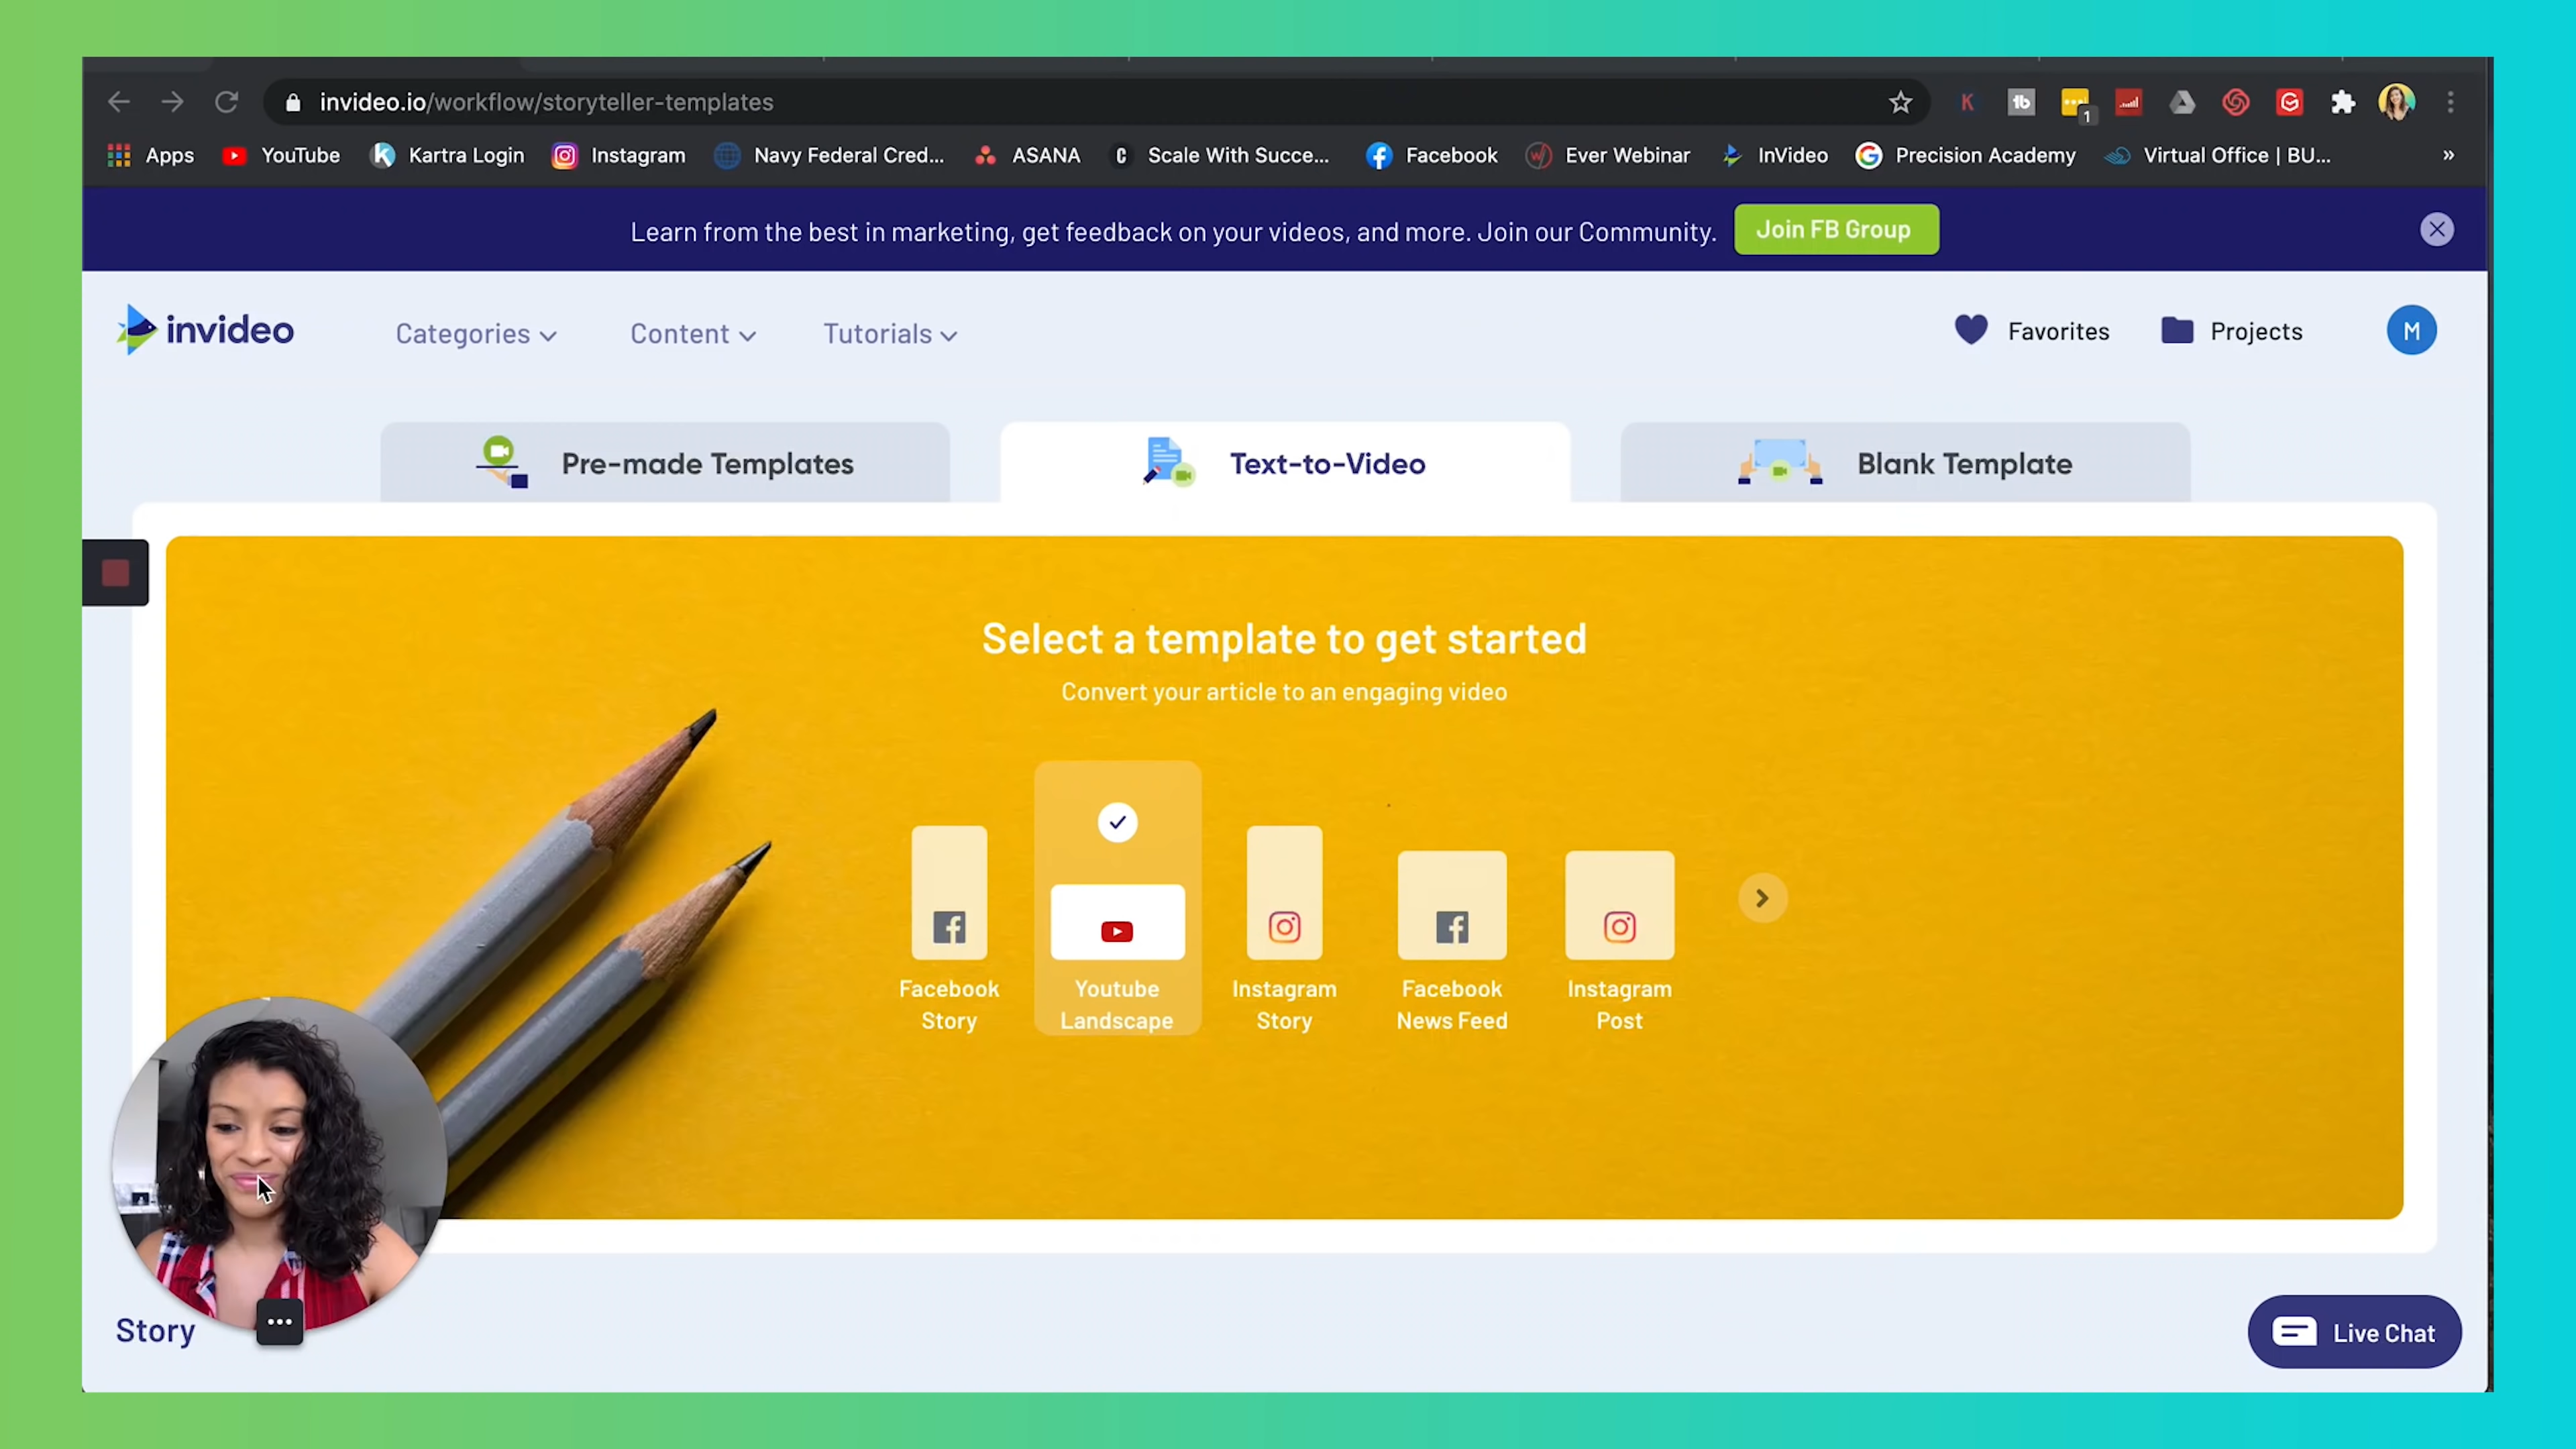 invideo.io/workflow/storyteller-templates
1
Apps YouTube Kartra Login Instagram Navy Federal Cred... ASANA Scale With Succe... Facebook Ever Webinar InVideo Precision Academy Virtual Office | BU... »
Learn from the best in marketing, get feedback on your videos, and more. Join our Community. Join FB Group
invideo Categories Content Tutorials Favorites Projects M
Pre-made Templates Text-to-Video Blank Template
Select a template to get started
Convert your article to an engaging video
Facebook Youtube Instagram Facebook Instagram
Story Landscape Story News Feed Post
Story
Live Chat